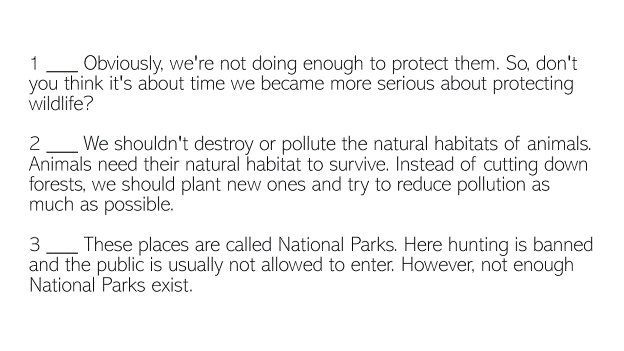 1 ___ Obviously, we're not doing enough to protect them. So, don't
you think it's about time we became more serious about protecting
wildlife?
2 ___ We shouldn't destroy or pollute the natural habitats of animals.
Animals need their natural habitat to survive. Instead of cutting down
forests, we should plant new ones and try to reduce pollution as
much as possible.
3 ___ These places are called National Parks. Here hunting is banned
and the public is usually not allowed to enter. However, not enough
National Parks exist.